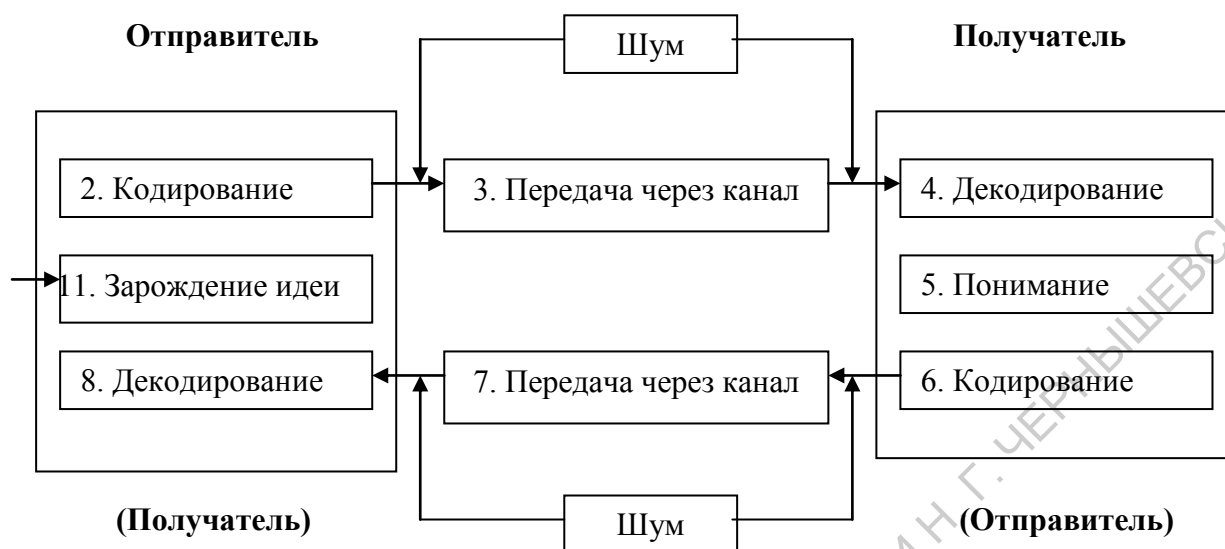 Отправитель
Шум
Получатель
2. Кодирование
3. Передача через канал
4. Декодирование
11. Зарождение идеи
5. Понимание
8. Декодирование
7. Передача через канал
6. Кодирование
(Получатель)
Шум
(Отправитель)
Н. Г. ЧЕРНЫШЕВС